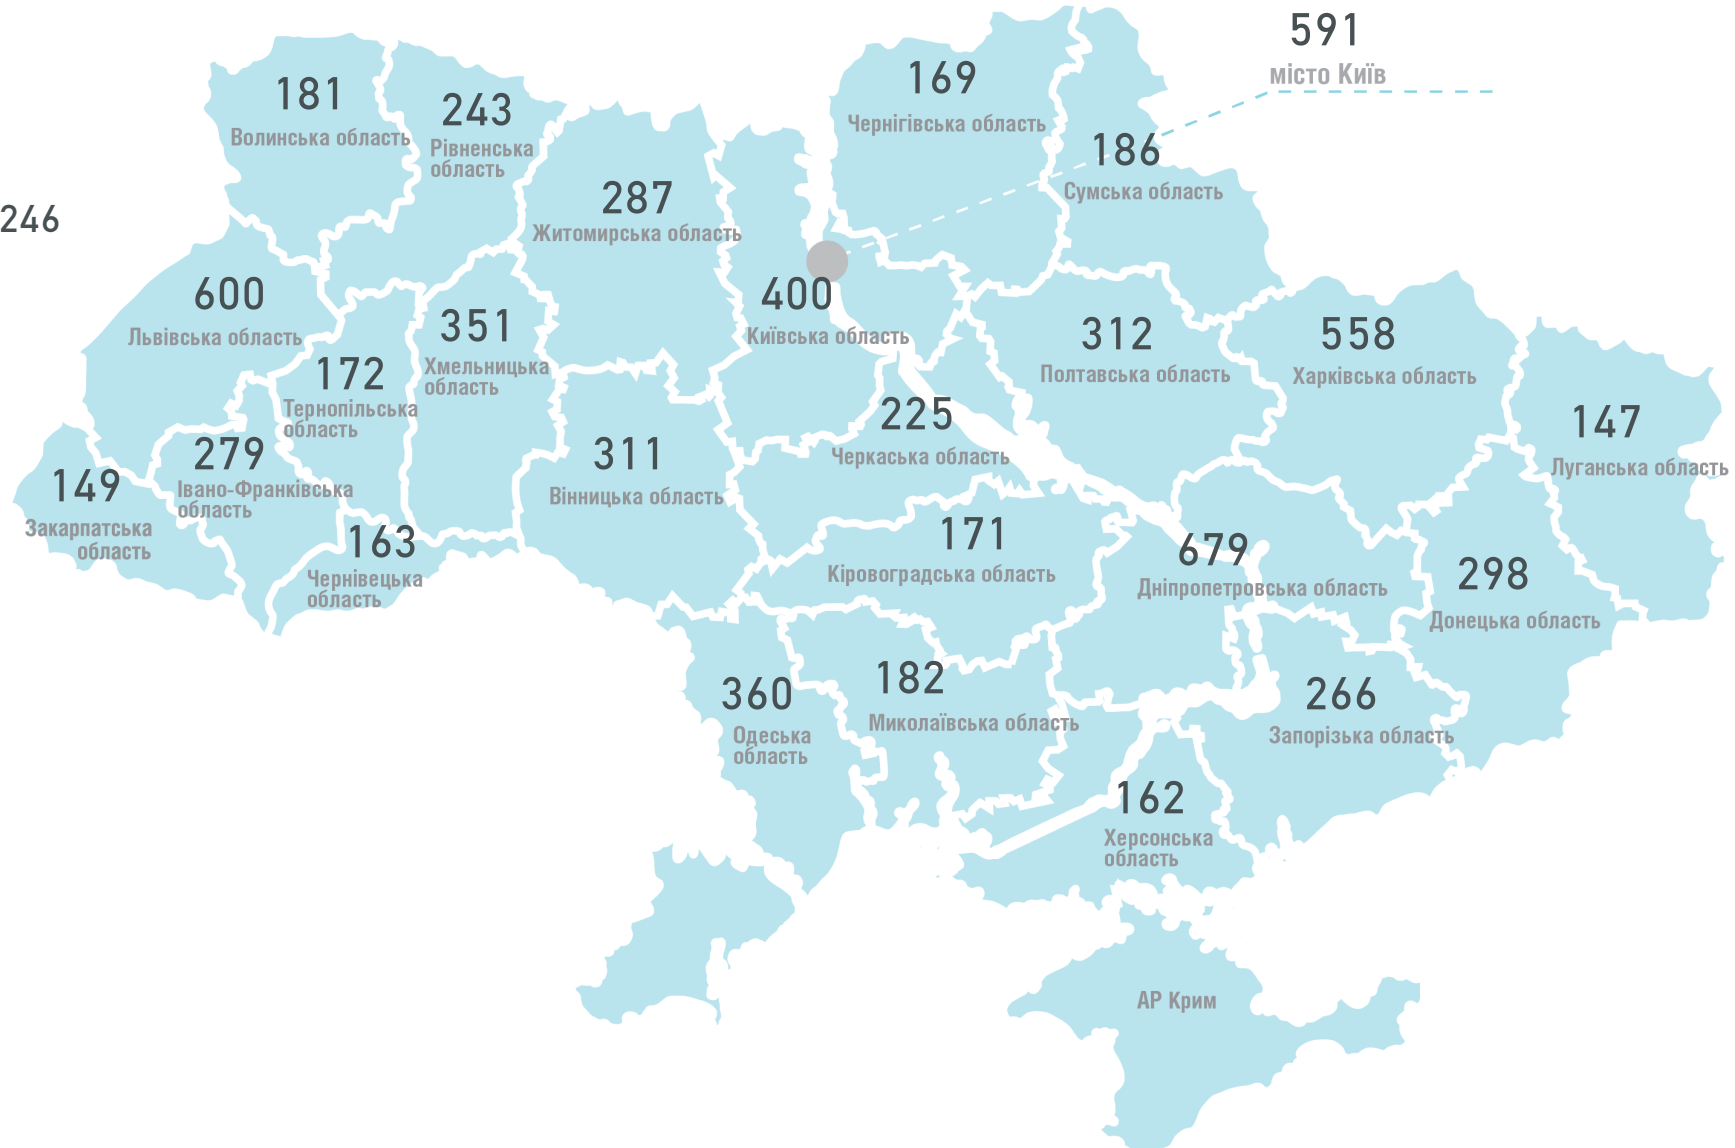 591
місто Київ
181
Волинська область
243
Рівненська
область
169
Чернігівська область
186
Сумська область
287
Житомирська область
246
600
Львівська область
351
Хмельницька
область
400
Київська область
312
Полтавська область
558
Харківська область
172
Тернопільська
область
225
Черкаська область
147
Луганська область
279
Івано-Франківська
область
311
Вінницька область
149
Закарпатська
область
163
Чернівецька
область
171
Кіровоградська область
679
Дніпропетровська область
298
Донецька область
360
Одеська
область
182
Миколаївська область
266
Запорізька область
162
Херсонська
область
АР Крим